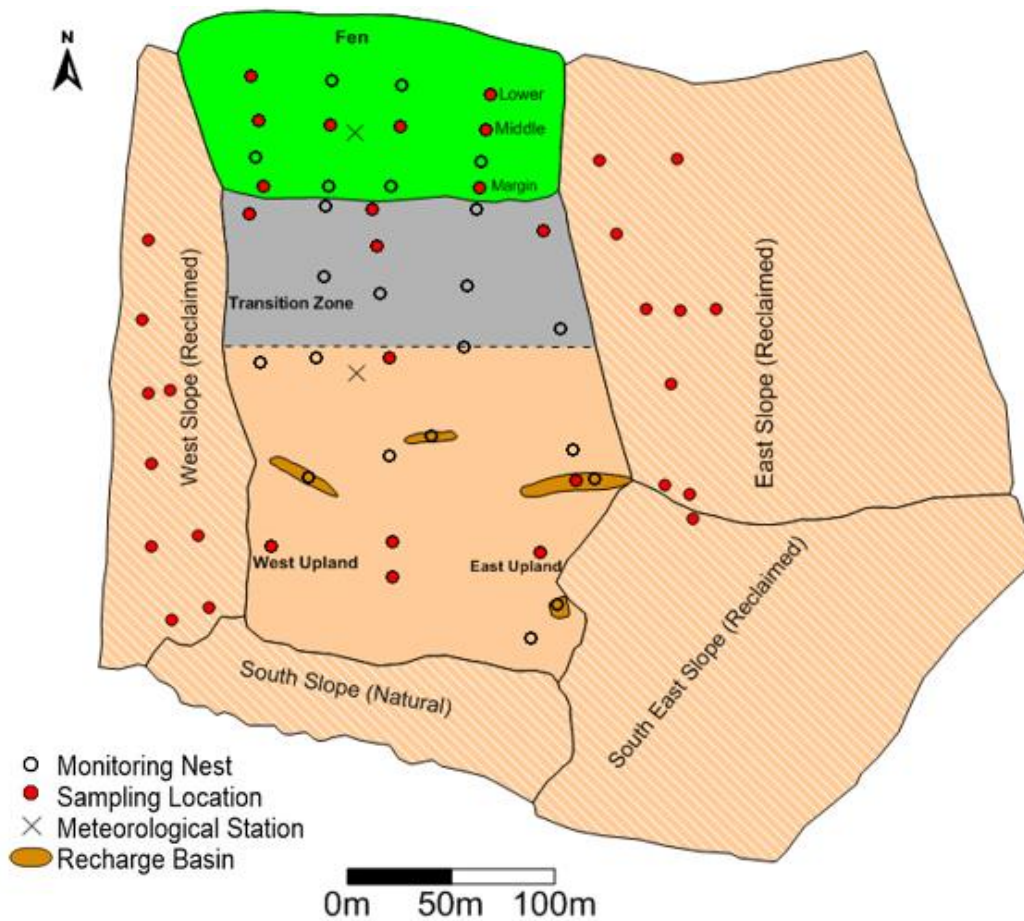 N
Fen
Lower
Middle
Margin
Transition Zone
West Slope (Reclaimed)
East Slope (Reclaimed)
West Upland
East Upland
South Slope (Natural)
South East Slope (Reclaimed)
Monitoring Nest
Sampling Location
Meteorological Station
Recharge Basin
0m 50m 100m